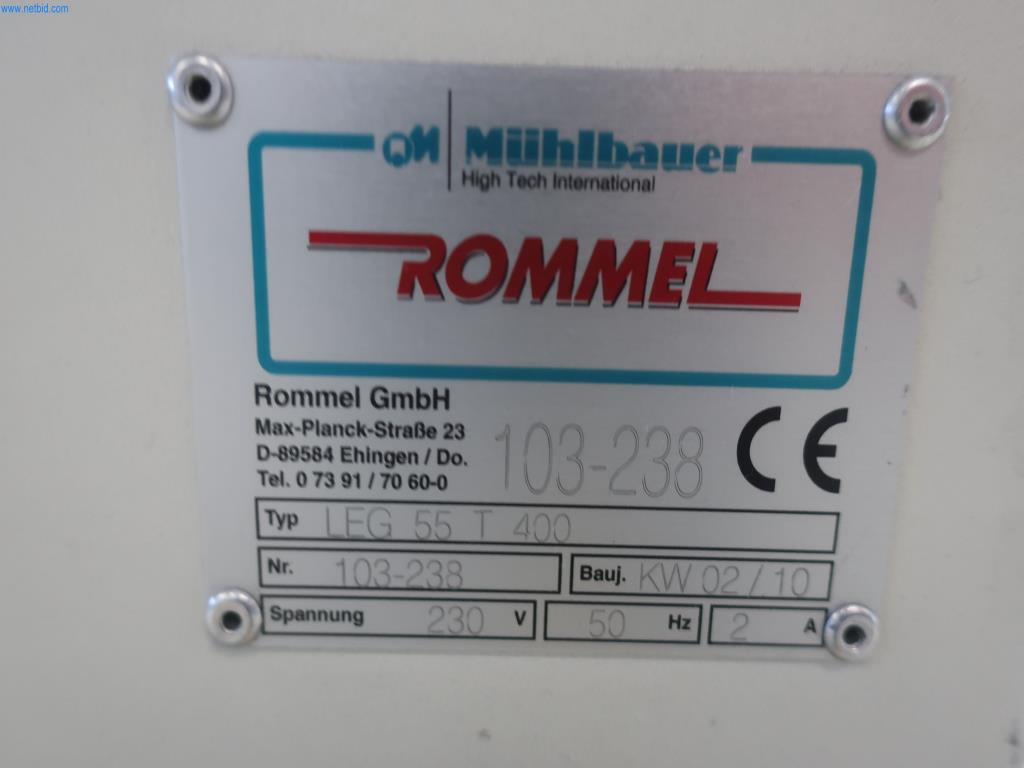 www.netbid.com
Mühlbauer
High Tech International
ROMMEL
Rommel GmbH
Max-Planck-Straße 23
D-89584 Ehingen / Do.
Tel. 0 73 91 / 70 60-0
103-238
CE
Typ LEG 55 T 400
Nr. 103-238 Bauj. KW 02/10
Spannung 230 V 50 Hz 2 A